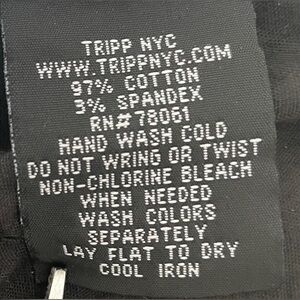 TRIPP NYC
WWW.TRIPPNYC.COM
97% COTTON
3% SPANDEX
RN# 78061
HAND WASH COLD
DO NOT WRING OR TWIST
NON-CHLORINE BLEACH
WHEN NEEDED
WASH COLORS
SEPARATELY
LAY FLAT TO DRY
COOL IRON